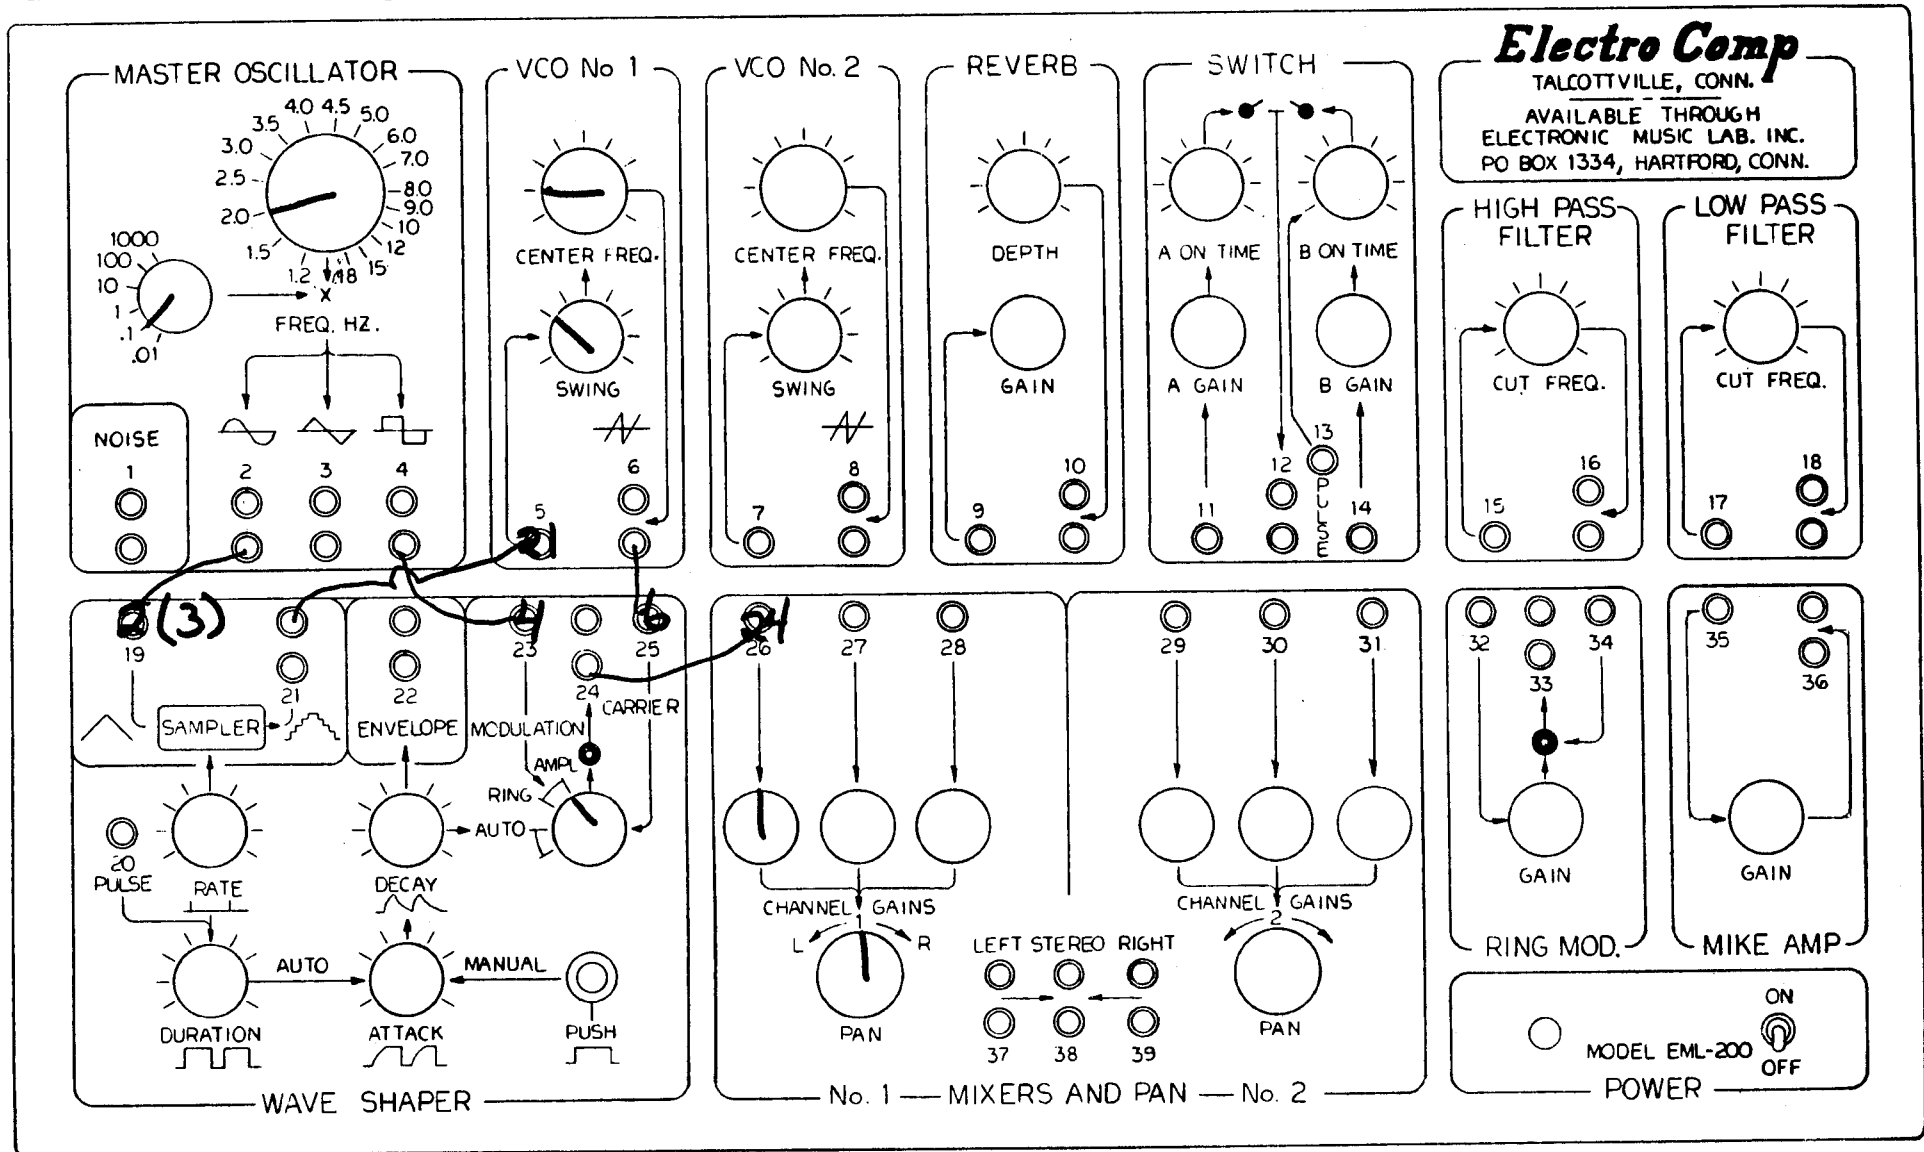 Electro Comp
TALCOTTVILLE, CONN.
AVAILABLE THROUGH
ELECTRONIC MUSIC LAB. INC.
PO BOX 1334, HARTFORD, CONN.
MASTER OSCILLATOR
4.0 4.5 5.0
3.5 6.0
3.0 7.0
2.5 8.0
2.0 9.0
10
1.5 12
1.2 18 15
1000
100
10
1
.1
.01
X
FREQ. HZ.
NOISE
1
2 3 4
VCO No 1
CENTER FREQ.
SWING
5 6
VCO No. 2
CENTER FREQ.
SWING
7 8
REVERB
DEPTH
GAIN
9 10
SWITCH
A ON TIME B ON TIME
A GAIN B GAIN
11 12 13 14
PULSE
HIGH PASS
FILTER
CUT FREQ.
15 16
LOW PASS
FILTER
CUT FREQ.
17 18
2 (3)
19
21
SAMPLER
20
PULSE
RATE
DURATION
AUTO
22
ENVELOPE
DECAY
ATTACK
MANUAL
PUSH
21
4
6
23 24 25
MODULATION
CARRIER
AMPL
RING
AUTO
WAVE SHAPER
24
26 27 28
CHANNEL GAINS
1
L R
PAN
29 30 31
CHANNEL GAINS
2
PAN
LEFT STEREO RIGHT
37 38 39
No. 1 — MIXERS AND PAN — No. 2
32 33 34
GAIN
RING MOD.
35 36
GAIN
MIKE AMP
ON
MODEL EML-200
OFF
POWER